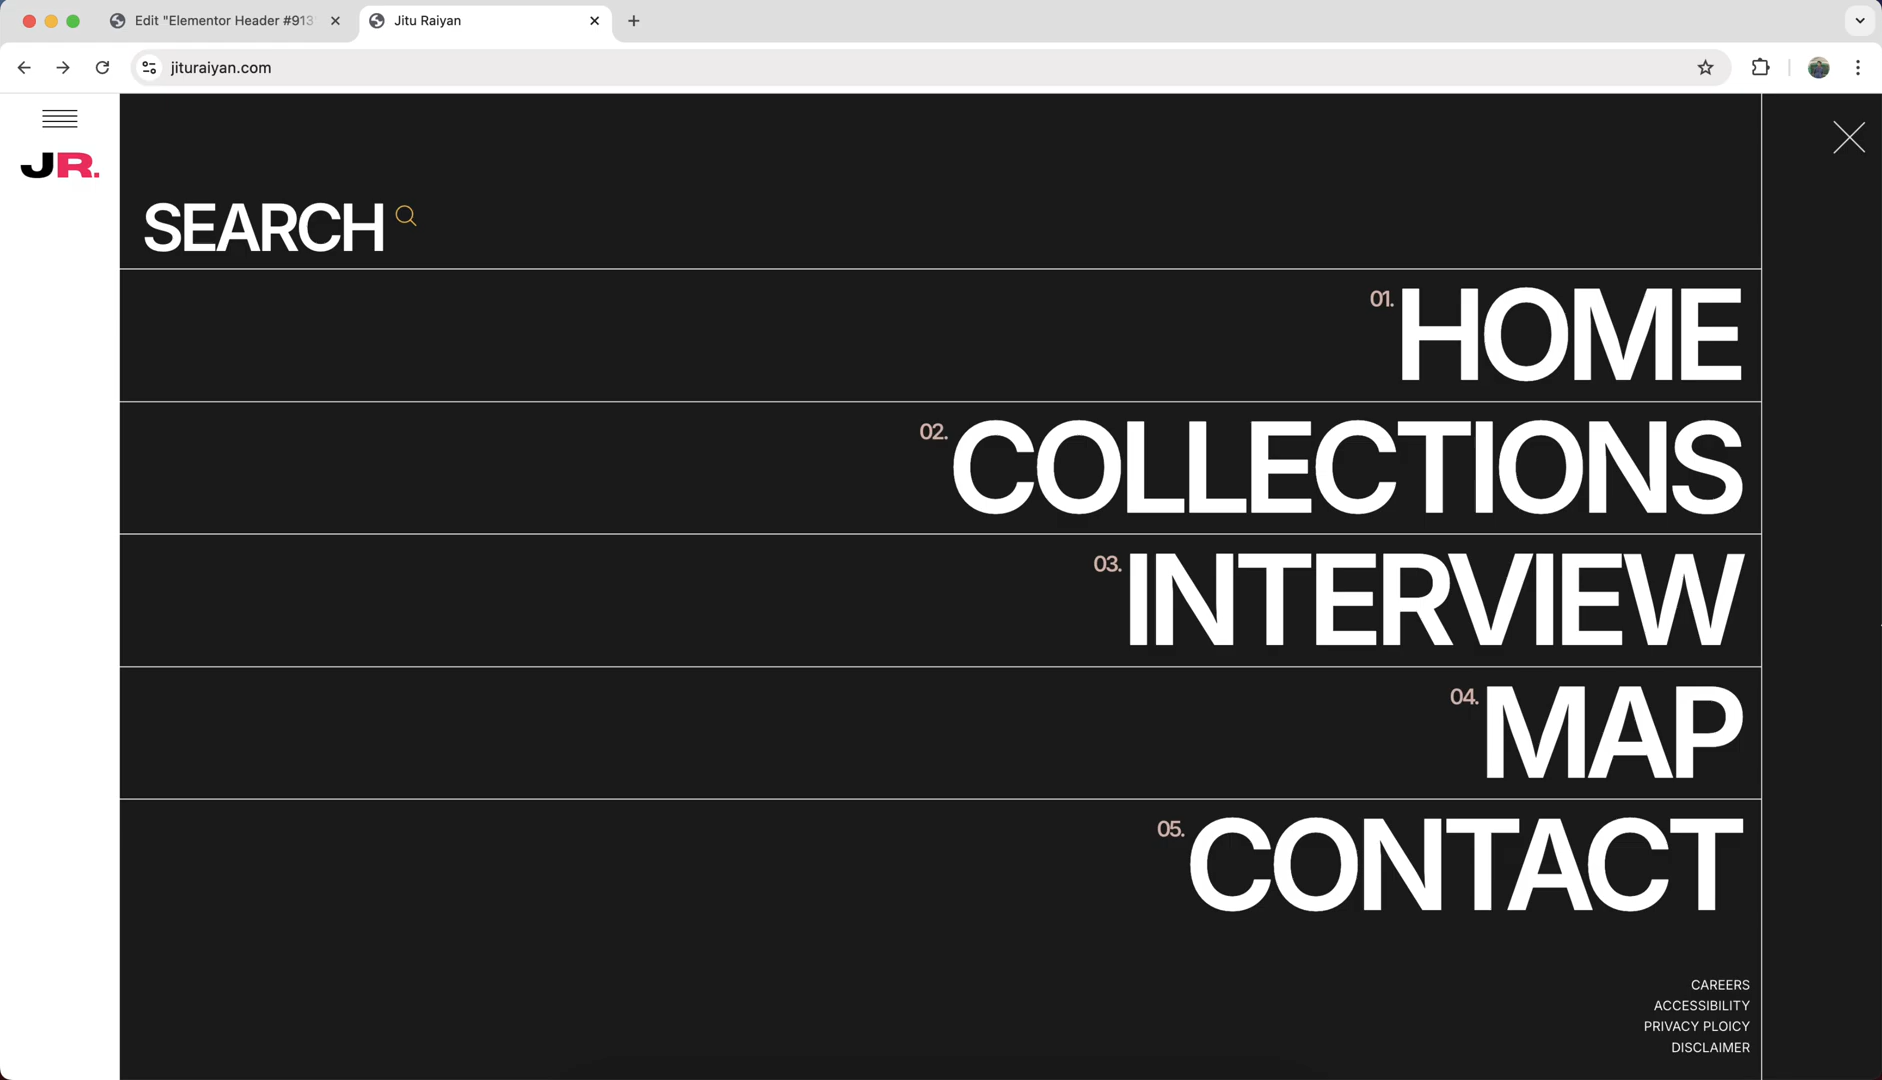 Edit "Elementor Header #913
Jitu Raiyan
jituraiyan.com
JR.
SEARCH
01. HOME
02. COLLECTIONS
03. INTERVIEW
04. MAP
05. CONTACT
CAREERS
ACCESSIBILITY
PRIVACY PLOICY
DISCLAIMER